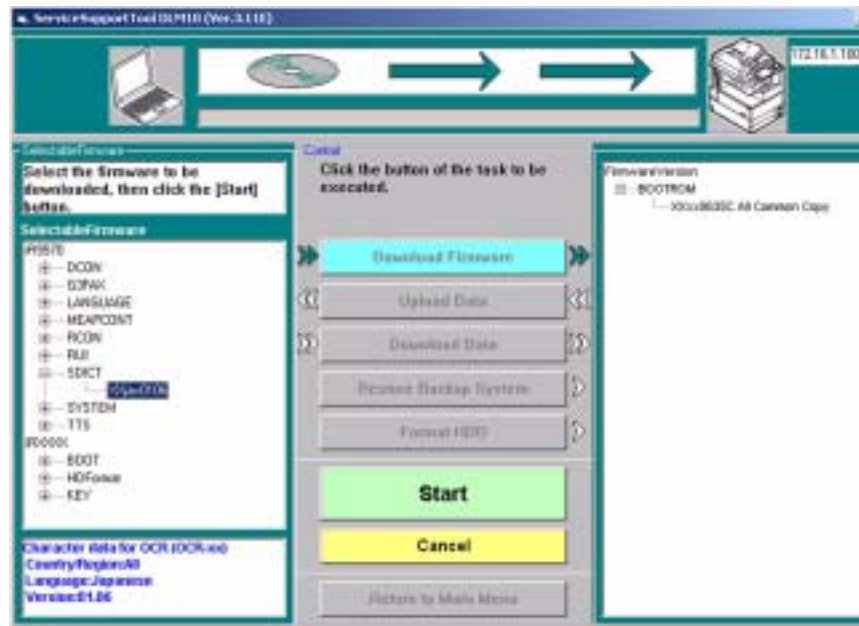 ServiceSupportTool DLM10 (Ver.3.11E)
172.16.1.100
SelectableFirmware
Select the firmware to be
downloaded, then click the [Start]
button.
SelectableFirmware
iR9570
DCON
G3FAX
LANGUAGE
MEAPCONT
RCON
RUI
SDICT
SYSTEM
TTS
iRXXXX
BOOT
HDFormat
KEY
Character data for OCR (OCR-xx)
Country/Region:All
Language:Japanese
Version:01.06
Control
Click the button of the task to be
executed.
Download Firmware
Upload Data
Download Data
Restore Backup System
Format HDD
Start
Cancel
Return to Main Menu
FirmwareVersion
BOOTROM
All Common Copy